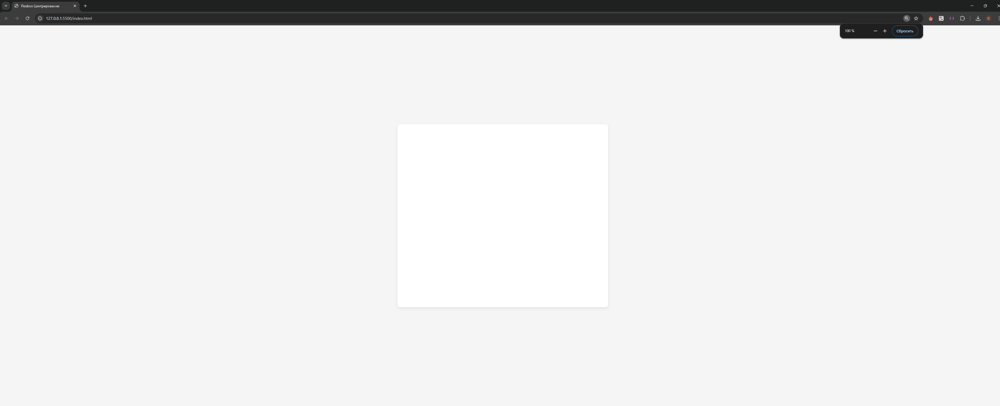 Flexbox Центрирование
127.0.0.1:5500/index.html
C
100 %
Сбросить